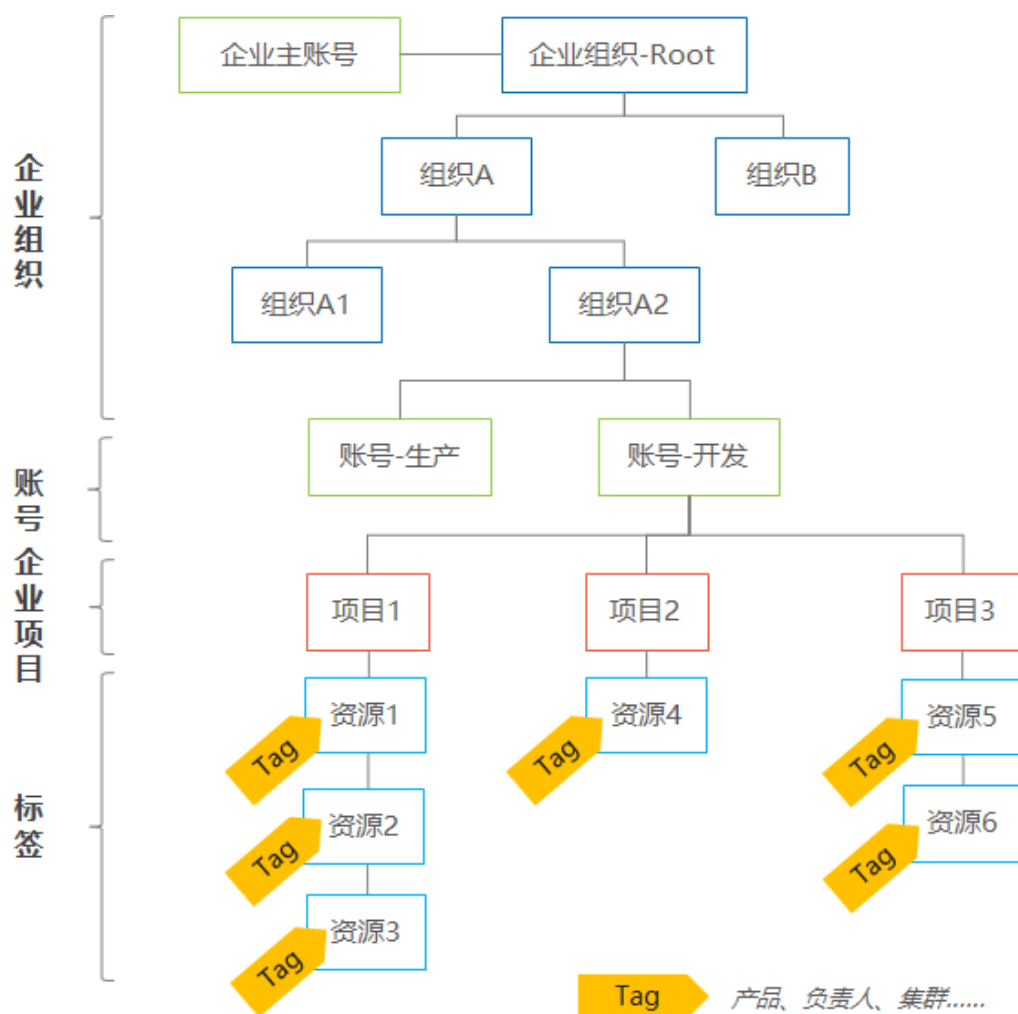 企业主账号
企业组织-Root
企业组织
组织A
组织B
组织A1
组织A2
账号
账号-生产
账号-开发
企业项目
项目1
项目2
项目3
标签
资源1
Tag
资源4
Tag
资源5
Tag
资源2
Tag
资源6
Tag
资源3
Tag
Tag
产品、负责人、集群......